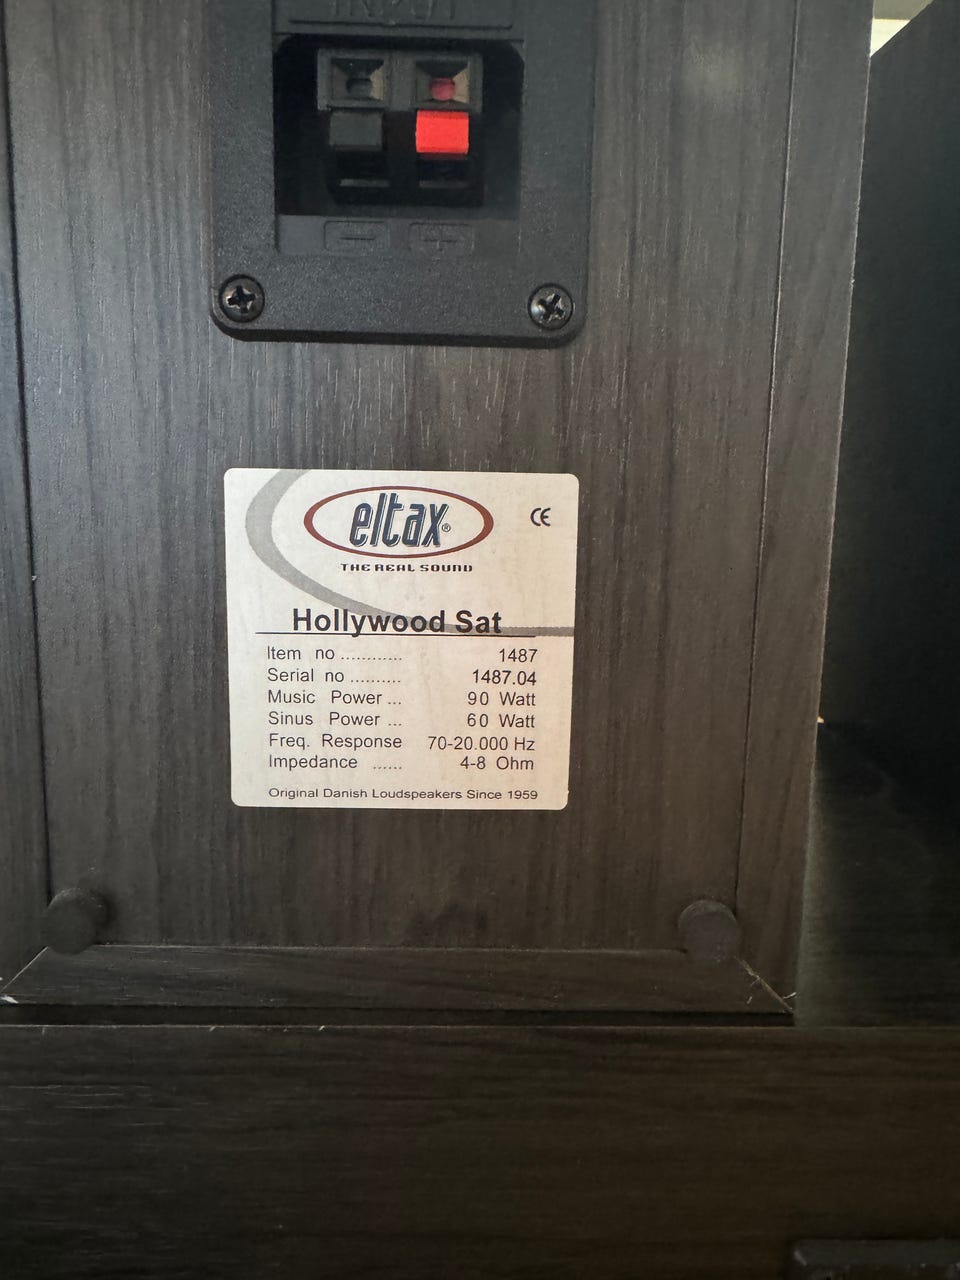 INPUT
− +
eltax®
CE
THE REAL SOUND
Hollywood Sat
Item no ............ 1487
Serial no .......... 1487.04
Music Power ... 90 Watt
Sinus Power ... 60 Watt
Freq. Response 70-20.000 Hz
Impedance ...... 4-8 Ohm
Original Danish Loudspeakers Since 1959